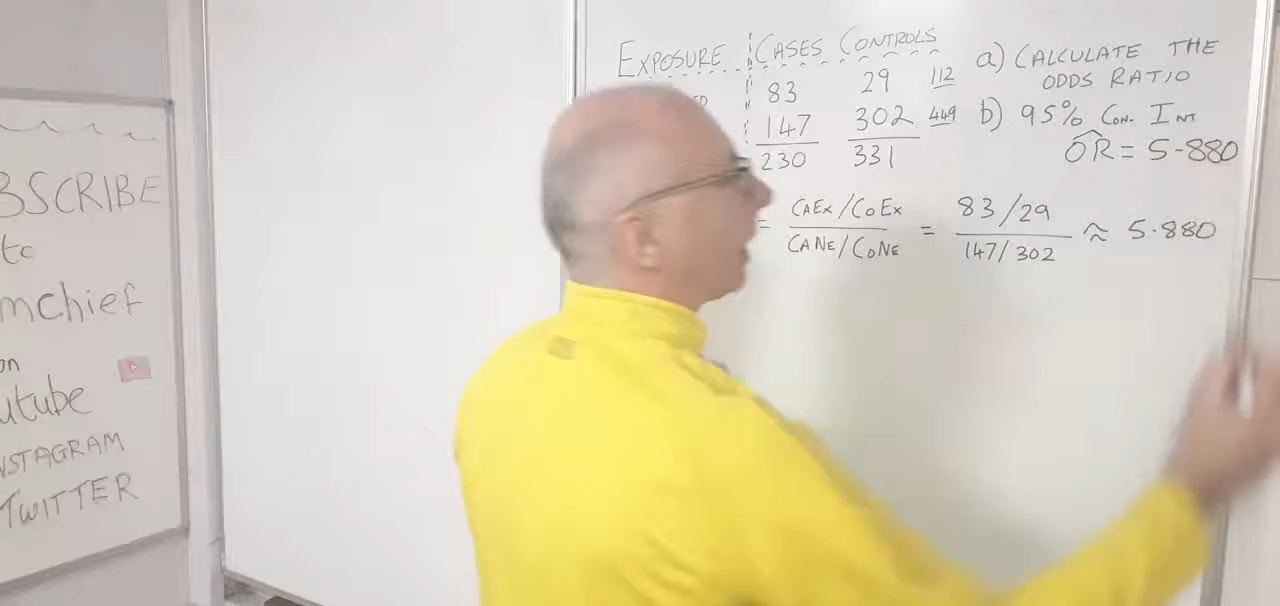 BSCRIBE
to
mchief
on
utube
NSTAGRAM
TWITTER
EXPOSURE CASES CONTROLS
83 29 112
147 302 449
230 331
a) CALCULATE THE
ODDS RATIO
b) 95% CON. INT
OR = 5.880
= CAEX/COEX / CANE/CONE = 83/29 / 147/302 ≈ 5.880